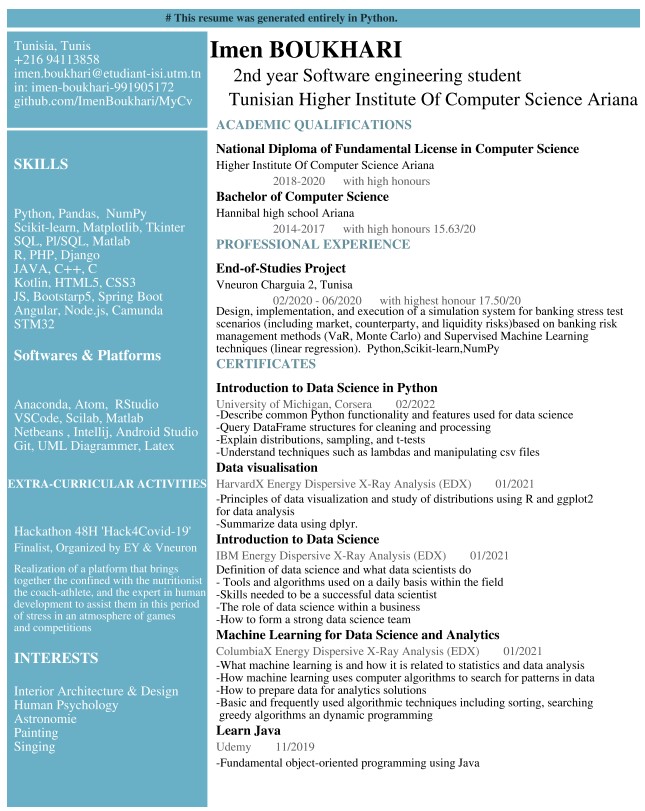 # This resume was generated entirely in Python.
Tunisia, Tunis
+216 94113858
imen.boukhari@etudiant-isi.utm.tn
in: imen-boukhari-991905172
github.com/ImenBoukhari/MyCv
SKILLS
Python, Pandas, NumPy
Scikit-learn, Matplotlib, Tkinter
SQL, Pl/SQL, Matlab
R, PHP, Django
JAVA, C++, C
Kotlin, HTML5, CSS3
JS, Bootstarp5, Spring Boot
Angular, Node.js, Camunda
STM32
Softwares & Platforms
Anaconda, Atom, RStudio
VSCode, Scilab, Matlab
Netbeans , Intellij, Android Studio
Git, UML Diagrammer, Latex
EXTRA-CURRICULAR ACTIVITIES
Hackathon 48H 'Hack4Covid-19'
Finalist, Organized by EY & Vneuron
Realization of a platform that brings
together the confined with the nutritionist
the coach-athlete, and the expert in human
development to assist them in this period
of stress in an atmosphere of games
and competitions
INTERESTS
Interior Architecture & Design
Human Psychology
Astronomie
Painting
Singing
Imen BOUKHARI
2nd year Software engineering student
Tunisian Higher Institute Of Computer Science Ariana
ACADEMIC QUALIFICATIONS
National Diploma of Fundamental License in Computer Science
Higher Institute Of Computer Science Ariana
2018-2020 with high honours
Bachelor of Computer Science
Hannibal high school Ariana
2014-2017 with high honours 15.63/20
PROFESSIONAL EXPERIENCE
End-of-Studies Project
Vneuron Charguia 2, Tunisa
02/2020 - 06/2020 with highest honour 17.50/20
Design, implementation, and execution of a simulation system for banking stress test
scenarios (including market, counterparty, and liquidity risks)based on banking risk
management methods (VaR, Monte Carlo) and Supervised Machine Learning
techniques (linear regression). Python,Scikit-learn,NumPy
CERTIFICATES
Introduction to Data Science in Python
University of Michigan, Corsera 02/2022
-Describe common Python functionality and features used for data science
-Query DataFrame structures for cleaning and processing
-Explain distributions, sampling, and t-tests
-Understand techniques such as lambdas and manipulating csv files
Data visualisation
HarvardX Energy Dispersive X-Ray Analysis (EDX) 01/2021
-Principles of data visualization and study of distributions using R and ggplot2
for data analysis
-Summarize data using dplyr.
Introduction to Data Science
IBM Energy Dispersive X-Ray Analysis (EDX) 01/2021
Definition of data science and what data scientists do
- Tools and algorithms used on a daily basis within the field
-Skills needed to be a successful data scientist
-The role of data science within a business
-How to form a strong data science team
Machine Learning for Data Science and Analytics
ColumbiaX Energy Dispersive X-Ray Analysis (EDX) 01/2021
-What machine learning is and how it is related to statistics and data analysis
-How machine learning uses computer algorithms to search for patterns in data
-How to prepare data for analytics solutions
-Basic and frequently used algorithmic techniques including sorting, searching
greedy algorithms an dynamic programming
Learn Java
Udemy 11/2019
-Fundamental object-oriented programming using Java